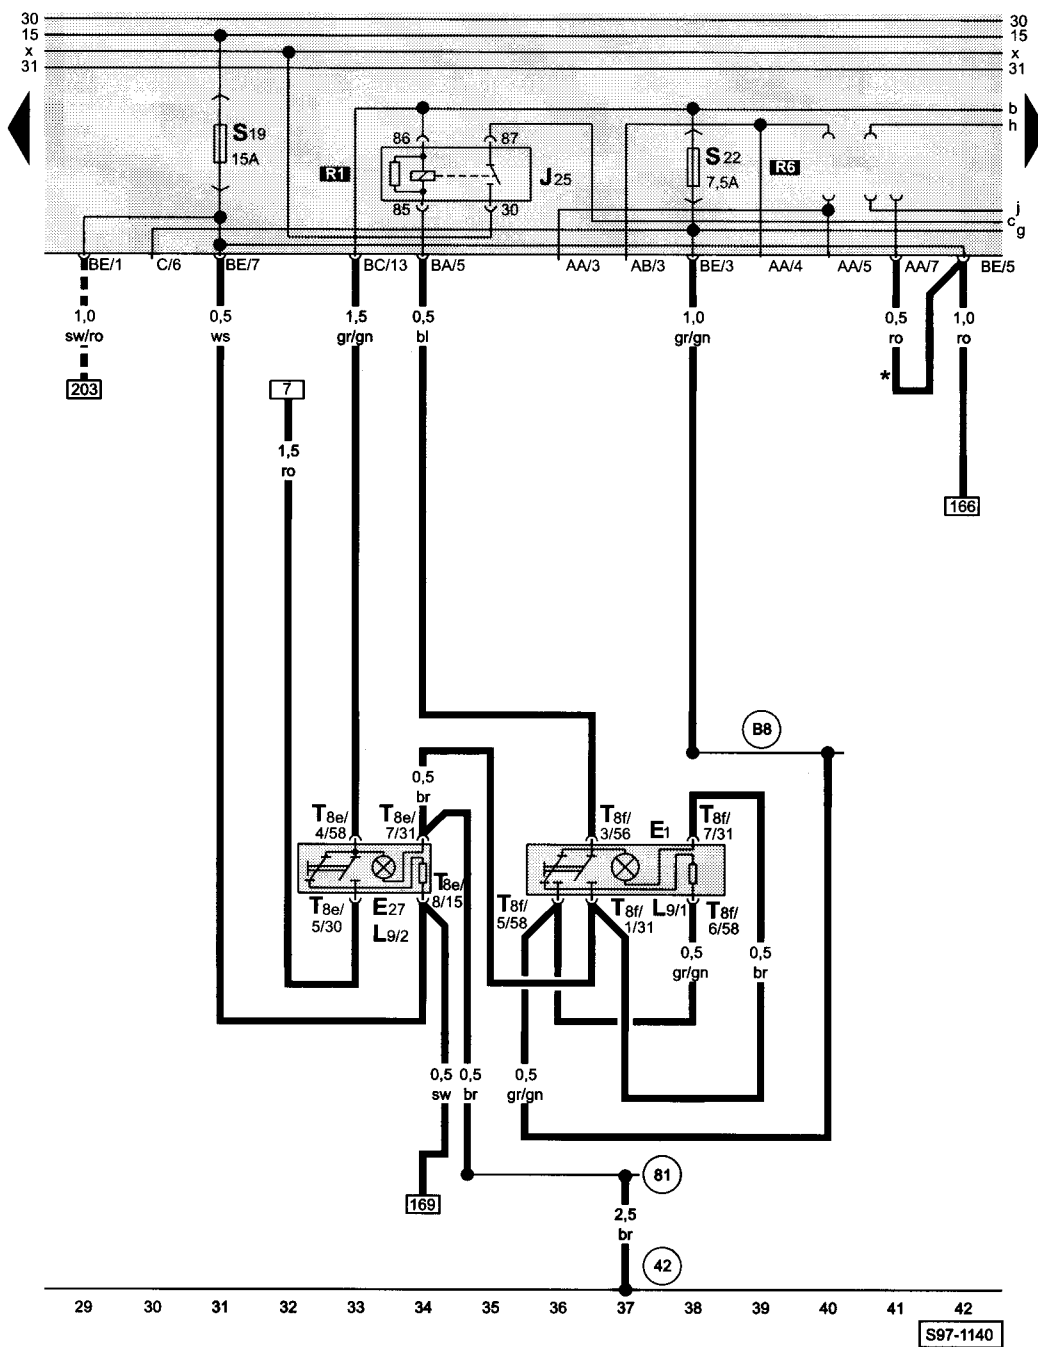 30 30
15 15
x x
31 31
b
86 87 h
S19 S22
15A R1 J25 7,5A R6
85 30 j
c
g
BE/1 C/6 BE/7 BC/13 BA/5 AA/3 AB/3 BE/3 AA/4 AA/5 AA/7 BE/5
1,0 0,5 1,5 0,5 1,0 0,5 1,0
sw/ro ws gr/gn bl gr/gn ro ro
203 7 *
1,5
ro
166
B8
0,5
br
T8e/ T8e/ T8f/ E1 T8f/
4/58 7/31 3/56 7/31
T8e/
8/15
T8e/ E27 T8f/ T8f/ L9/1 T8f/
5/30 L9/2 5/58 1/31 6/58
0,5 0,5
gr/gn br
0,5 0,5 0,5
sw br gr/gn
81
169
2,5
br
42
29 30 31 32 33 34 35 36 37 38 39 40 41 42
S97-1140